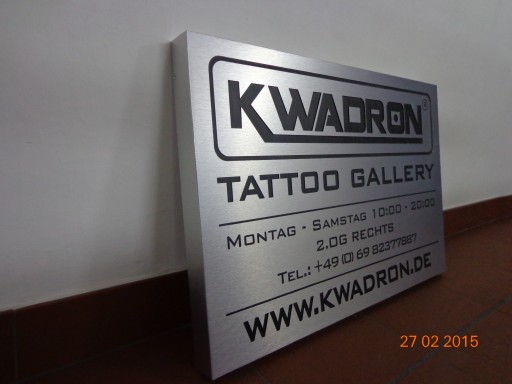 KWADRON®
TATTOO GALLERY
MONTAG - SAMSTAG 10:00 - 20:00
2.OG RECHTS
TEL.: +49 (0) 69 82377887
WWW.KWADRON.DE
27 02 2015